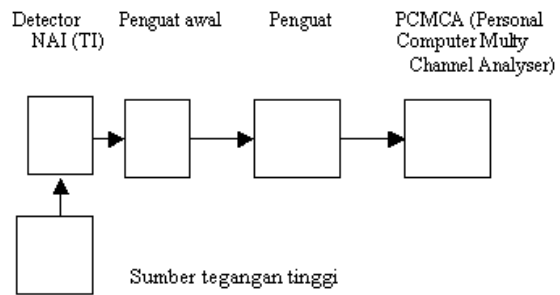 Detector
NAI (TI)
Penguat awal
Penguat
PCMCA (Personal
Computer Multy
Channel Analyser)
Sumber tegangan tinggi